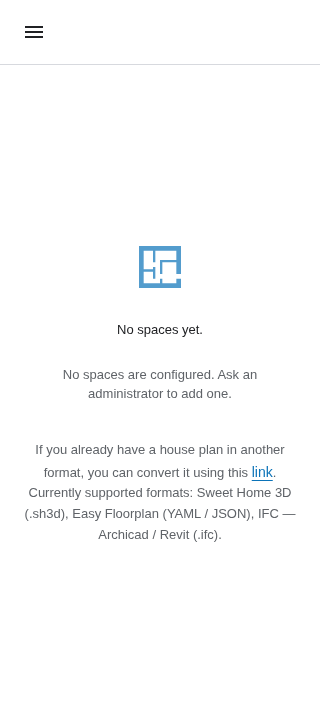 No spaces yet.
No spaces are configured. Ask an
administrator to add one.
If you already have a house plan in another
format, you can convert it using this link.
Currently supported formats: Sweet Home 3D
(.sh3d), Easy Floorplan (YAML / JSON), IFC —
Archicad / Revit (.ifc).